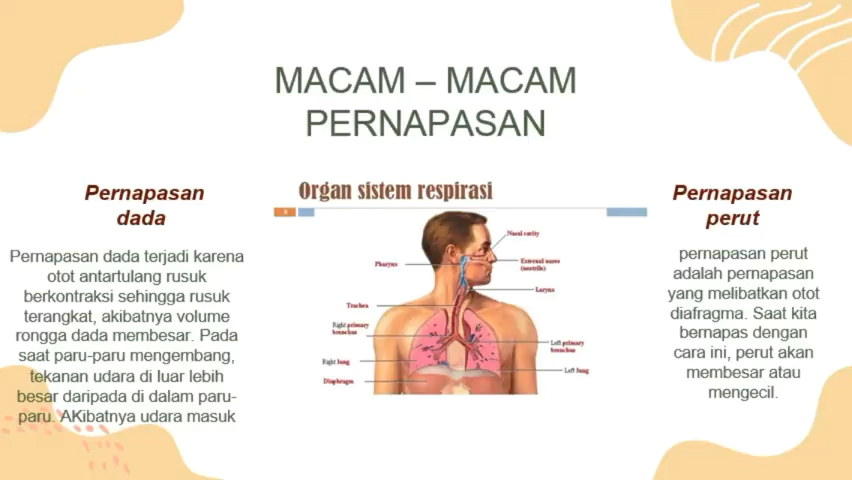 MACAM – MACAM
PERNAPASAN
Pernapasan
dada
Pernapasan dada terjadi karena
otot antartulang rusuk
berkontraksi sehingga rusuk
terangkat, akibatnya volume
rongga dada membesar. Pada
saat paru-paru mengembang,
tekanan udara di luar lebih
besar daripada di dalam paru-
paru. AKibatnya udara masuk
Organ sistem respirasi
3
Nasal cavity
Pharynx
External nares
(nostrils)
Larynx
Trachea
Right primary
bronchus
Left primary
bronchus
Right lung
Left lung
Diaphragm
Pernapasan
perut
pernapasan perut
adalah pernapasan
yang melibatkan otot
diafragma. Saat kita
bernapas dengan
cara ini, perut akan
membesar atau
mengecil.